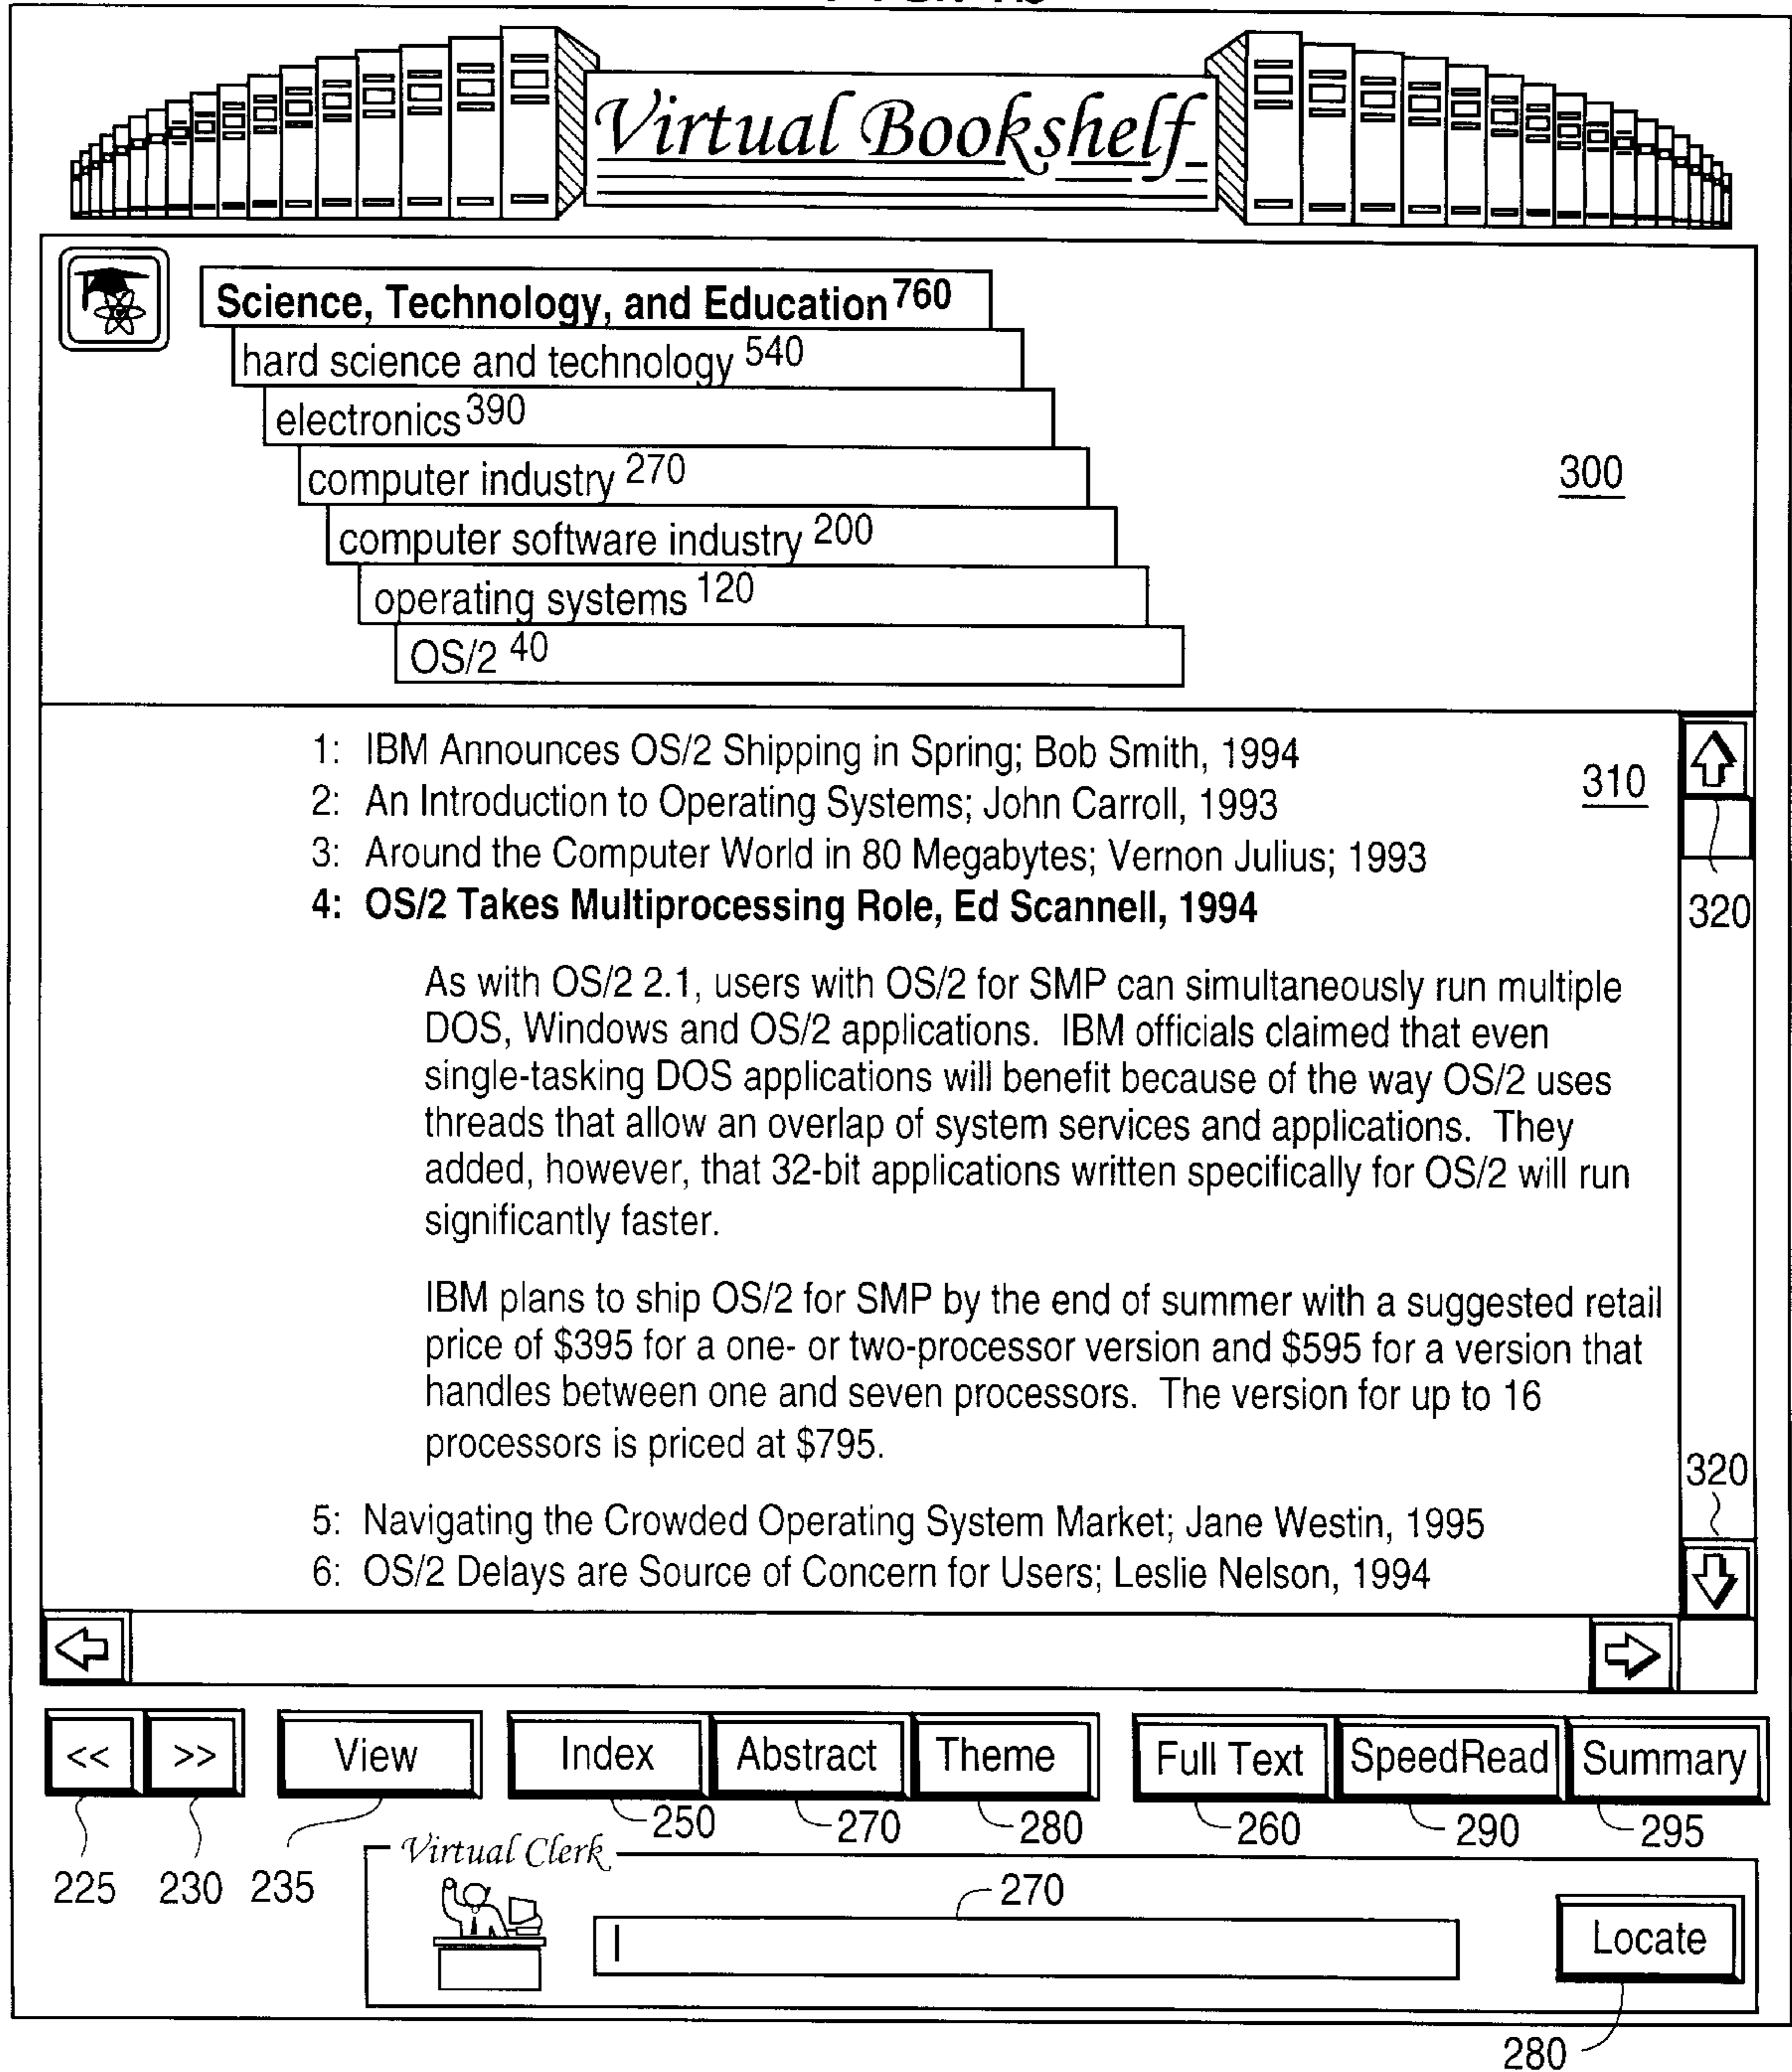 Virtual Bookshelf
Science, Technology, and Education 760
hard science and technology 540
electronics 390
computer industry 270
300
computer software industry 200
operating systems 120
OS/2 40
1: IBM Announces OS/2 Shipping in Spring; Bob Smith, 1994
310
2: An Introduction to Operating Systems; John Carroll, 1993
3: Around the Computer World in 80 Megabytes; Vernon Julius; 1993
4: OS/2 Takes Multiprocessing Role, Ed Scannell, 1994
320
As with OS/2 2.1, users with OS/2 for SMP can simultaneously run multiple
DOS, Windows and OS/2 applications. IBM officials claimed that even
single-tasking DOS applications will benefit because of the way OS/2 uses
threads that allow an overlap of system services and applications. They
added, however, that 32-bit applications written specifically for OS/2 will run
significantly faster.
IBM plans to ship OS/2 for SMP by the end of summer with a suggested retail
price of $395 for a one- or two-processor version and $595 for a version that
handles between one and seven processors. The version for up to 16
processors is priced at $795.
320
5: Navigating the Crowded Operating System Market; Jane Westin, 1995
6: OS/2 Delays are Source of Concern for Users; Leslie Nelson, 1994
<< >> View Index Abstract Theme Full Text SpeedRead Summary
250 270 280 260 290 295
Virtual Clerk
225 230 235
270
Locate
280